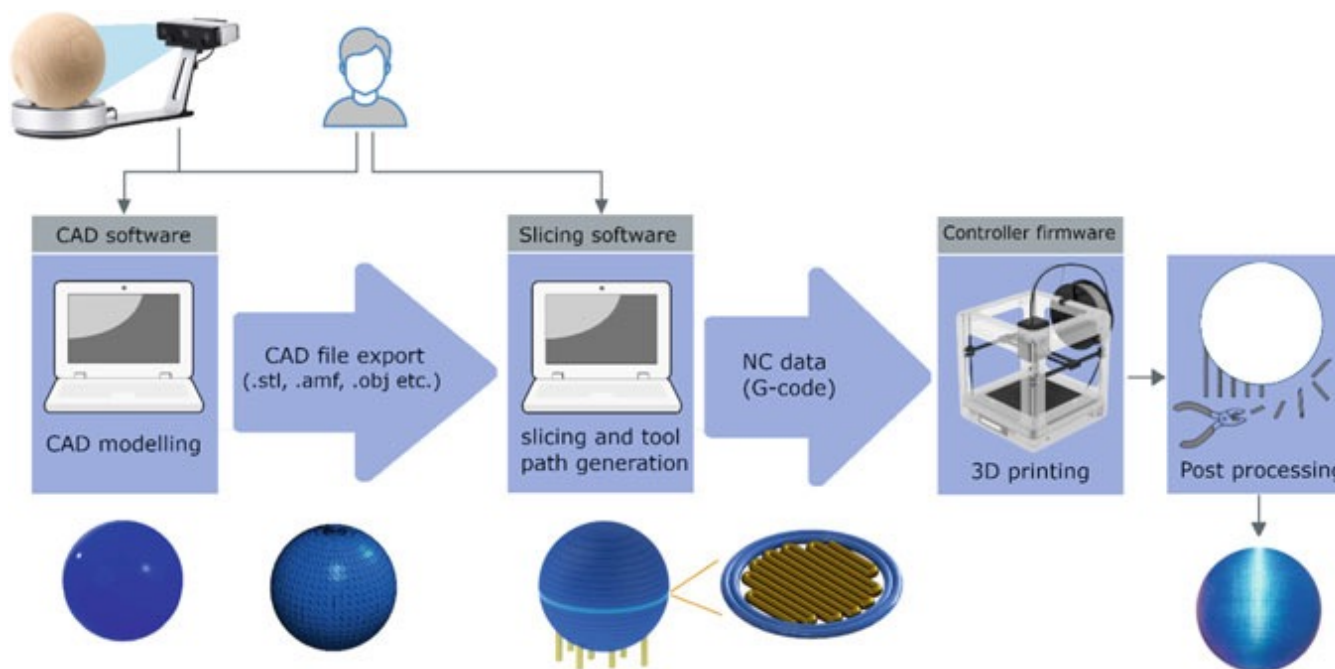 CAD software
CAD modelling
CAD file export
(.stl, .amf, .obj etc.)
Slicing software
slicing and tool
path generation
NC data
(G-code)
Controller firmware
3D printing
Post processing